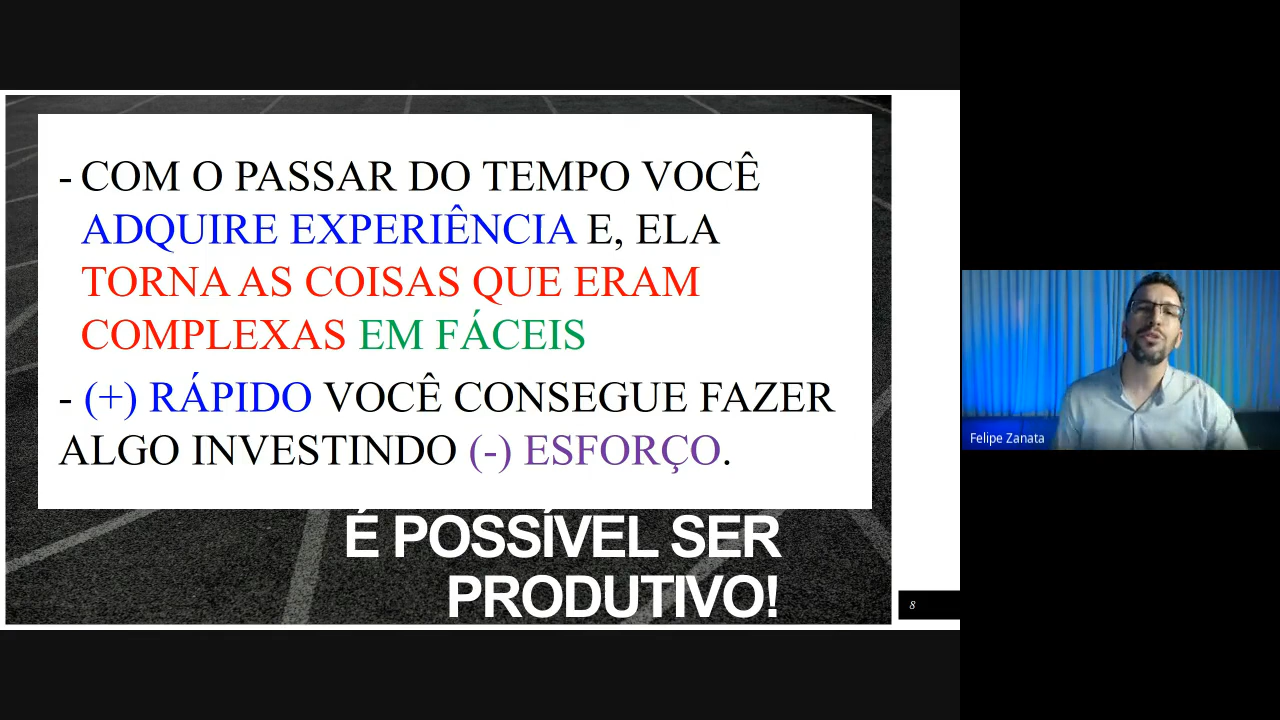 - COM O PASSAR DO TEMPO VOCÊ
ADQUIRE EXPERIÊNCIA E, ELA
TORNA AS COISAS QUE ERAM
COMPLEXAS EM FÁCEIS
- (+) RÁPIDO VOCÊ CONSEGUE FAZER
ALGO INVESTINDO (-) ESFORÇO.
É POSSÍVEL SER
PRODUTIVO!
8
Felipe Zanata